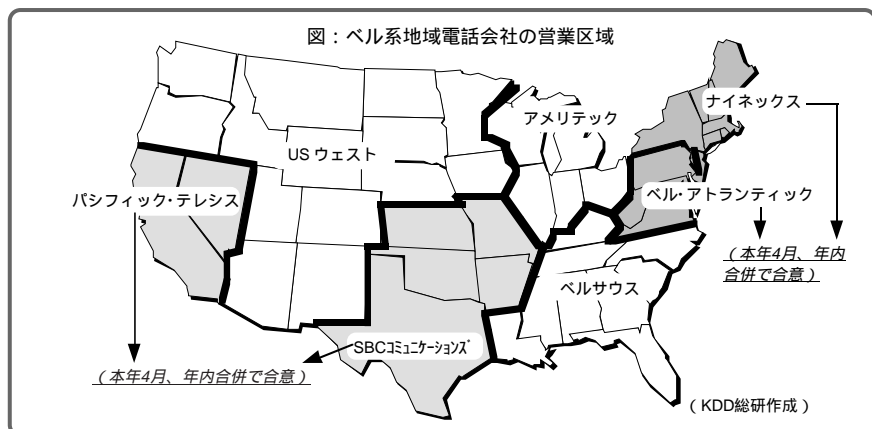 図：ベル系地域電話会社の営業区域
ナイネックス
アメリテック
US ウェスト
パシフィック・テレシス
ベル・アトランティック
(本年4月、年内
合併で合意)
ベルサウス
SBCｺﾐｭﾆｹｰｼｮﾝｽﾞ
(本年4月、年内合併で合意)
(KDD総研作成)